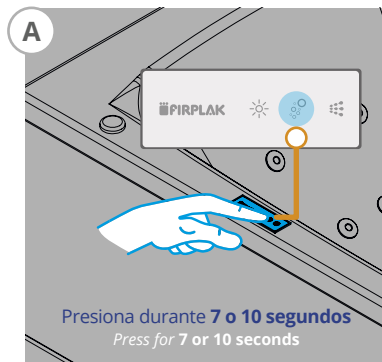 A
FIRPLAK
Presiona durante 7 o 10 segundos
Press for 7 or 10 seconds